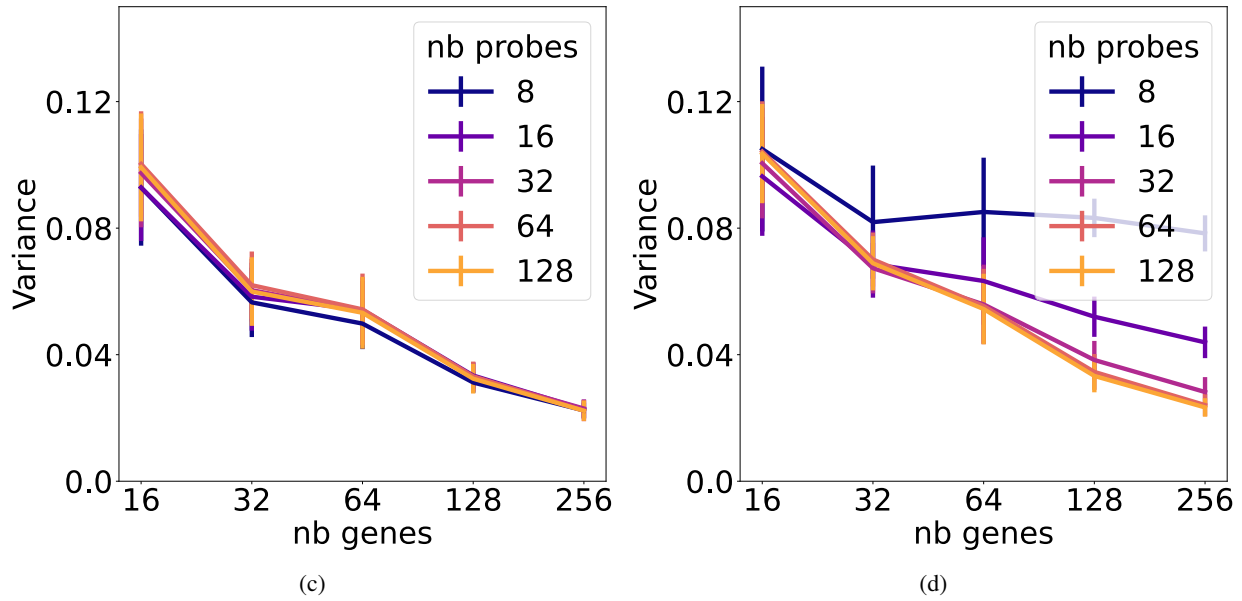 nb probes
8
16
32
64
128
0.12
0.08
0.04
0.0
Variance
16 32 64 128 256
nb genes
(c)
nb probes
8
16
32
64
128
0.12
0.08
0.04
0.0
Variance
16 32 64 128 256
nb genes
(d)